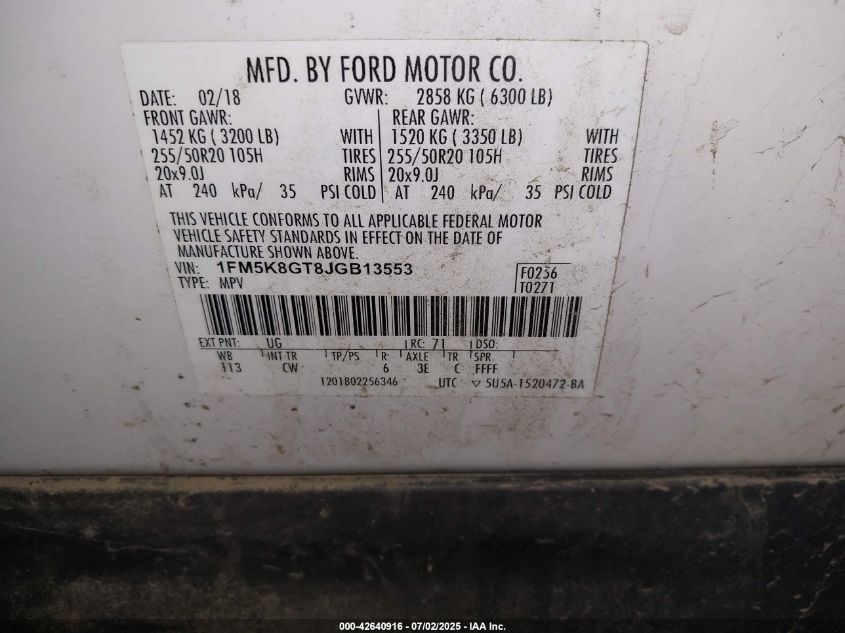 MFD. BY FORD MOTOR CO.
DATE: 02/18 GVWR: 2858 KG ( 6300 LB)
FRONT GAWR: REAR GAWR:
1452 KG ( 3200 LB) WITH 1520 KG ( 3350 LB) WITH
255/50R20 105H TIRES 255/50R20 105H TIRES
20x9.0J RIMS 20x9.0J RIMS
AT 240 kPa/ 35 PSI COLD AT 240 kPa/ 35 PSI COLD
THIS VEHICLE CONFORMS TO ALL APPLICABLE FEDERAL MOTOR
VEHICLE SAFETY STANDARDS IN EFFECT ON THE DATE OF
MANUFACTURE SHOWN ABOVE.
VIN: 1FM5K8GT8JGB13553 F0236
TYPE: MPV T0271
EXT PNT: UG RC: 71 DSO:
WB INT TR TP/PS R AXLE TR SPR
113 CW 6 3E C FFFF
1201802256346 UTC ▽ 5U5A-1520472-BA
000-42640916 - 07/02/2025 - IAA Inc.